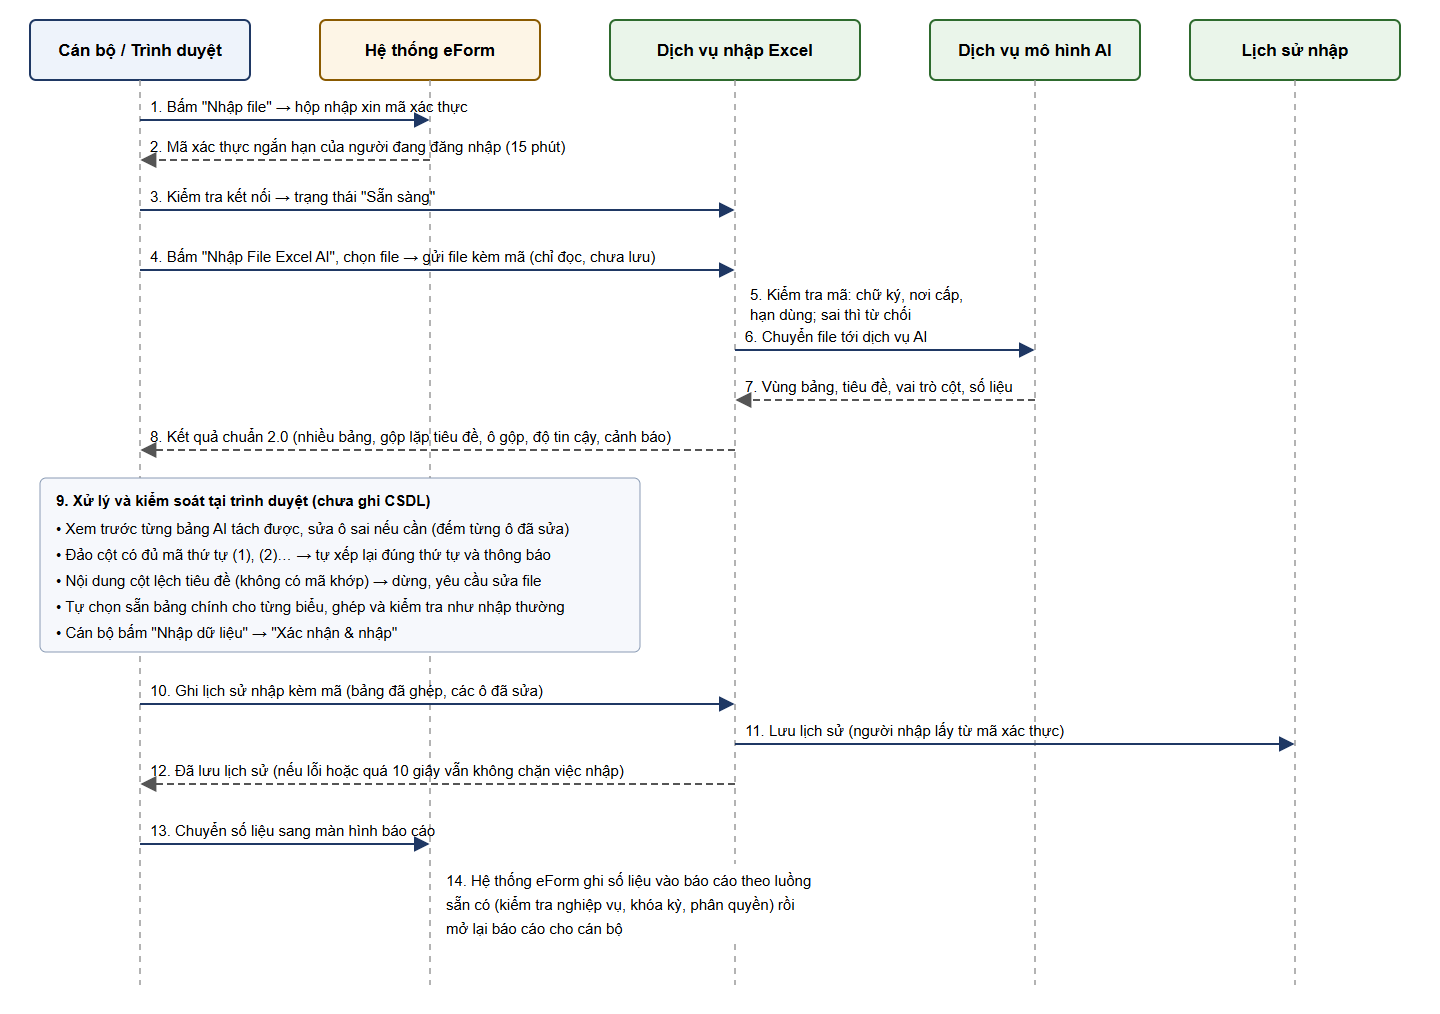 Cán bộ / Trình duyệt
Hệ thống eForm
Dịch vụ nhập Excel
Dịch vụ mô hình AI
Lịch sử nhập
1. Bấm "Nhập file" → hộp nhập xin mã xác thực
2. Mã xác thực ngắn hạn của người đang đăng nhập (15 phút)
3. Kiểm tra kết nối → trạng thái "Sẵn sàng"
4. Bấm "Nhập File Excel AI", chọn file → gửi file kèm mã (chỉ đọc, chưa lưu)
5. Kiểm tra mã: chữ ký, nơi cấp,
hạn dùng; sai thì từ chối
6. Chuyển file tới dịch vụ AI
7. Vùng bảng, tiêu đề, vai trò cột, số liệu
8. Kết quả chuẩn 2.0 (nhiều bảng, gộp lặp tiêu đề, ô gộp, độ tin cậy, cảnh báo)
9. Xử lý và kiểm soát tại trình duyệt (chưa ghi CSDL)
• Xem trước từng bảng AI tách được, sửa ô sai nếu cần (đếm từng ô đã sửa)
• Đảo cột có đủ mã thứ tự (1), (2)… → tự xếp lại đúng thứ tự và thông báo
• Nội dung cột lệch tiêu đề (không có mã khớp) → dừng, yêu cầu sửa file
• Tự chọn sẵn bảng chính cho từng biểu, ghép và kiểm tra như nhập thường
• Cán bộ bấm "Nhập dữ liệu" → "Xác nhận & nhập"
10. Ghi lịch sử nhập kèm mã (bảng đã ghép, các ô đã sửa)
11. Lưu lịch sử (người nhập lấy từ mã xác thực)
12. Đã lưu lịch sử (nếu lỗi hoặc quá 10 giây vẫn không chặn việc nhập)
13. Chuyển số liệu sang màn hình báo cáo
14. Hệ thống eForm ghi số liệu vào báo cáo theo luồng
sẵn có (kiểm tra nghiệp vụ, khóa kỳ, phân quyền) rồi
mở lại báo cáo cho cán bộ